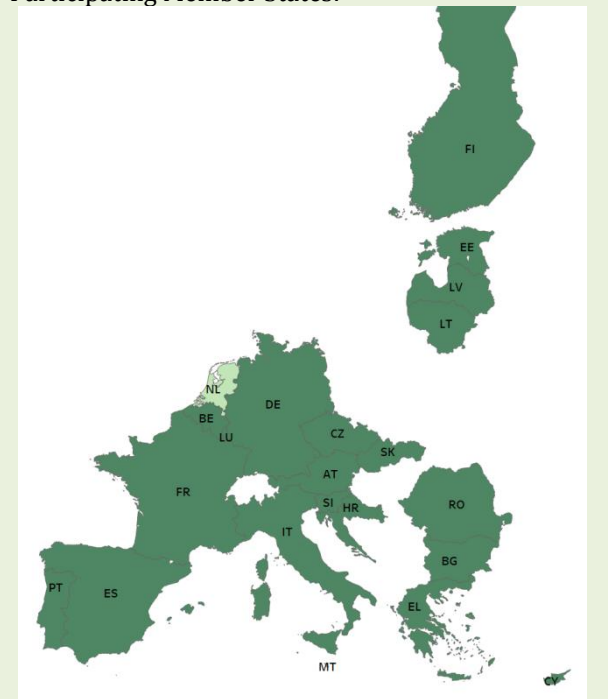 Participating Member States:
FI
EE
LV
LT
NL
DE
BE
LU
CZ
SK
AT
FR
SI
HR
RO
IT
BG
PT
ES
EL
MT
CY